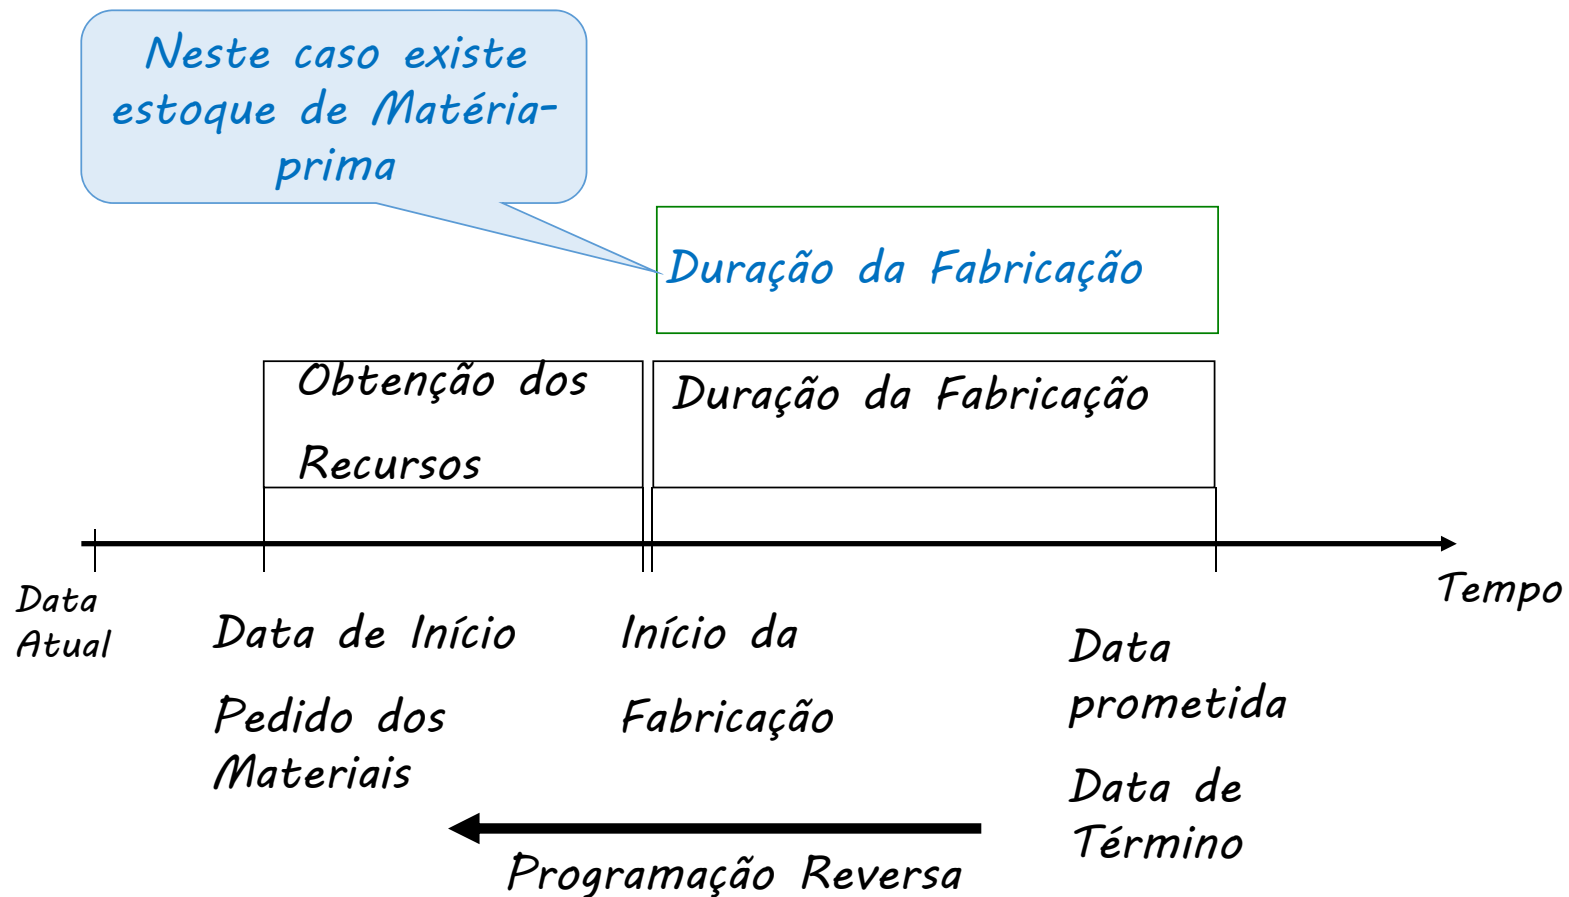 Neste caso existe
estoque de Matéria-
prima
Duração da Fabricação
Obtenção dos
Recursos
Duração da Fabricação
Data
Atual
Data de Início
Pedido dos
Materiais
Início da
Fabricação
Data
prometida
Data de
Término
Tempo
Programação Reversa